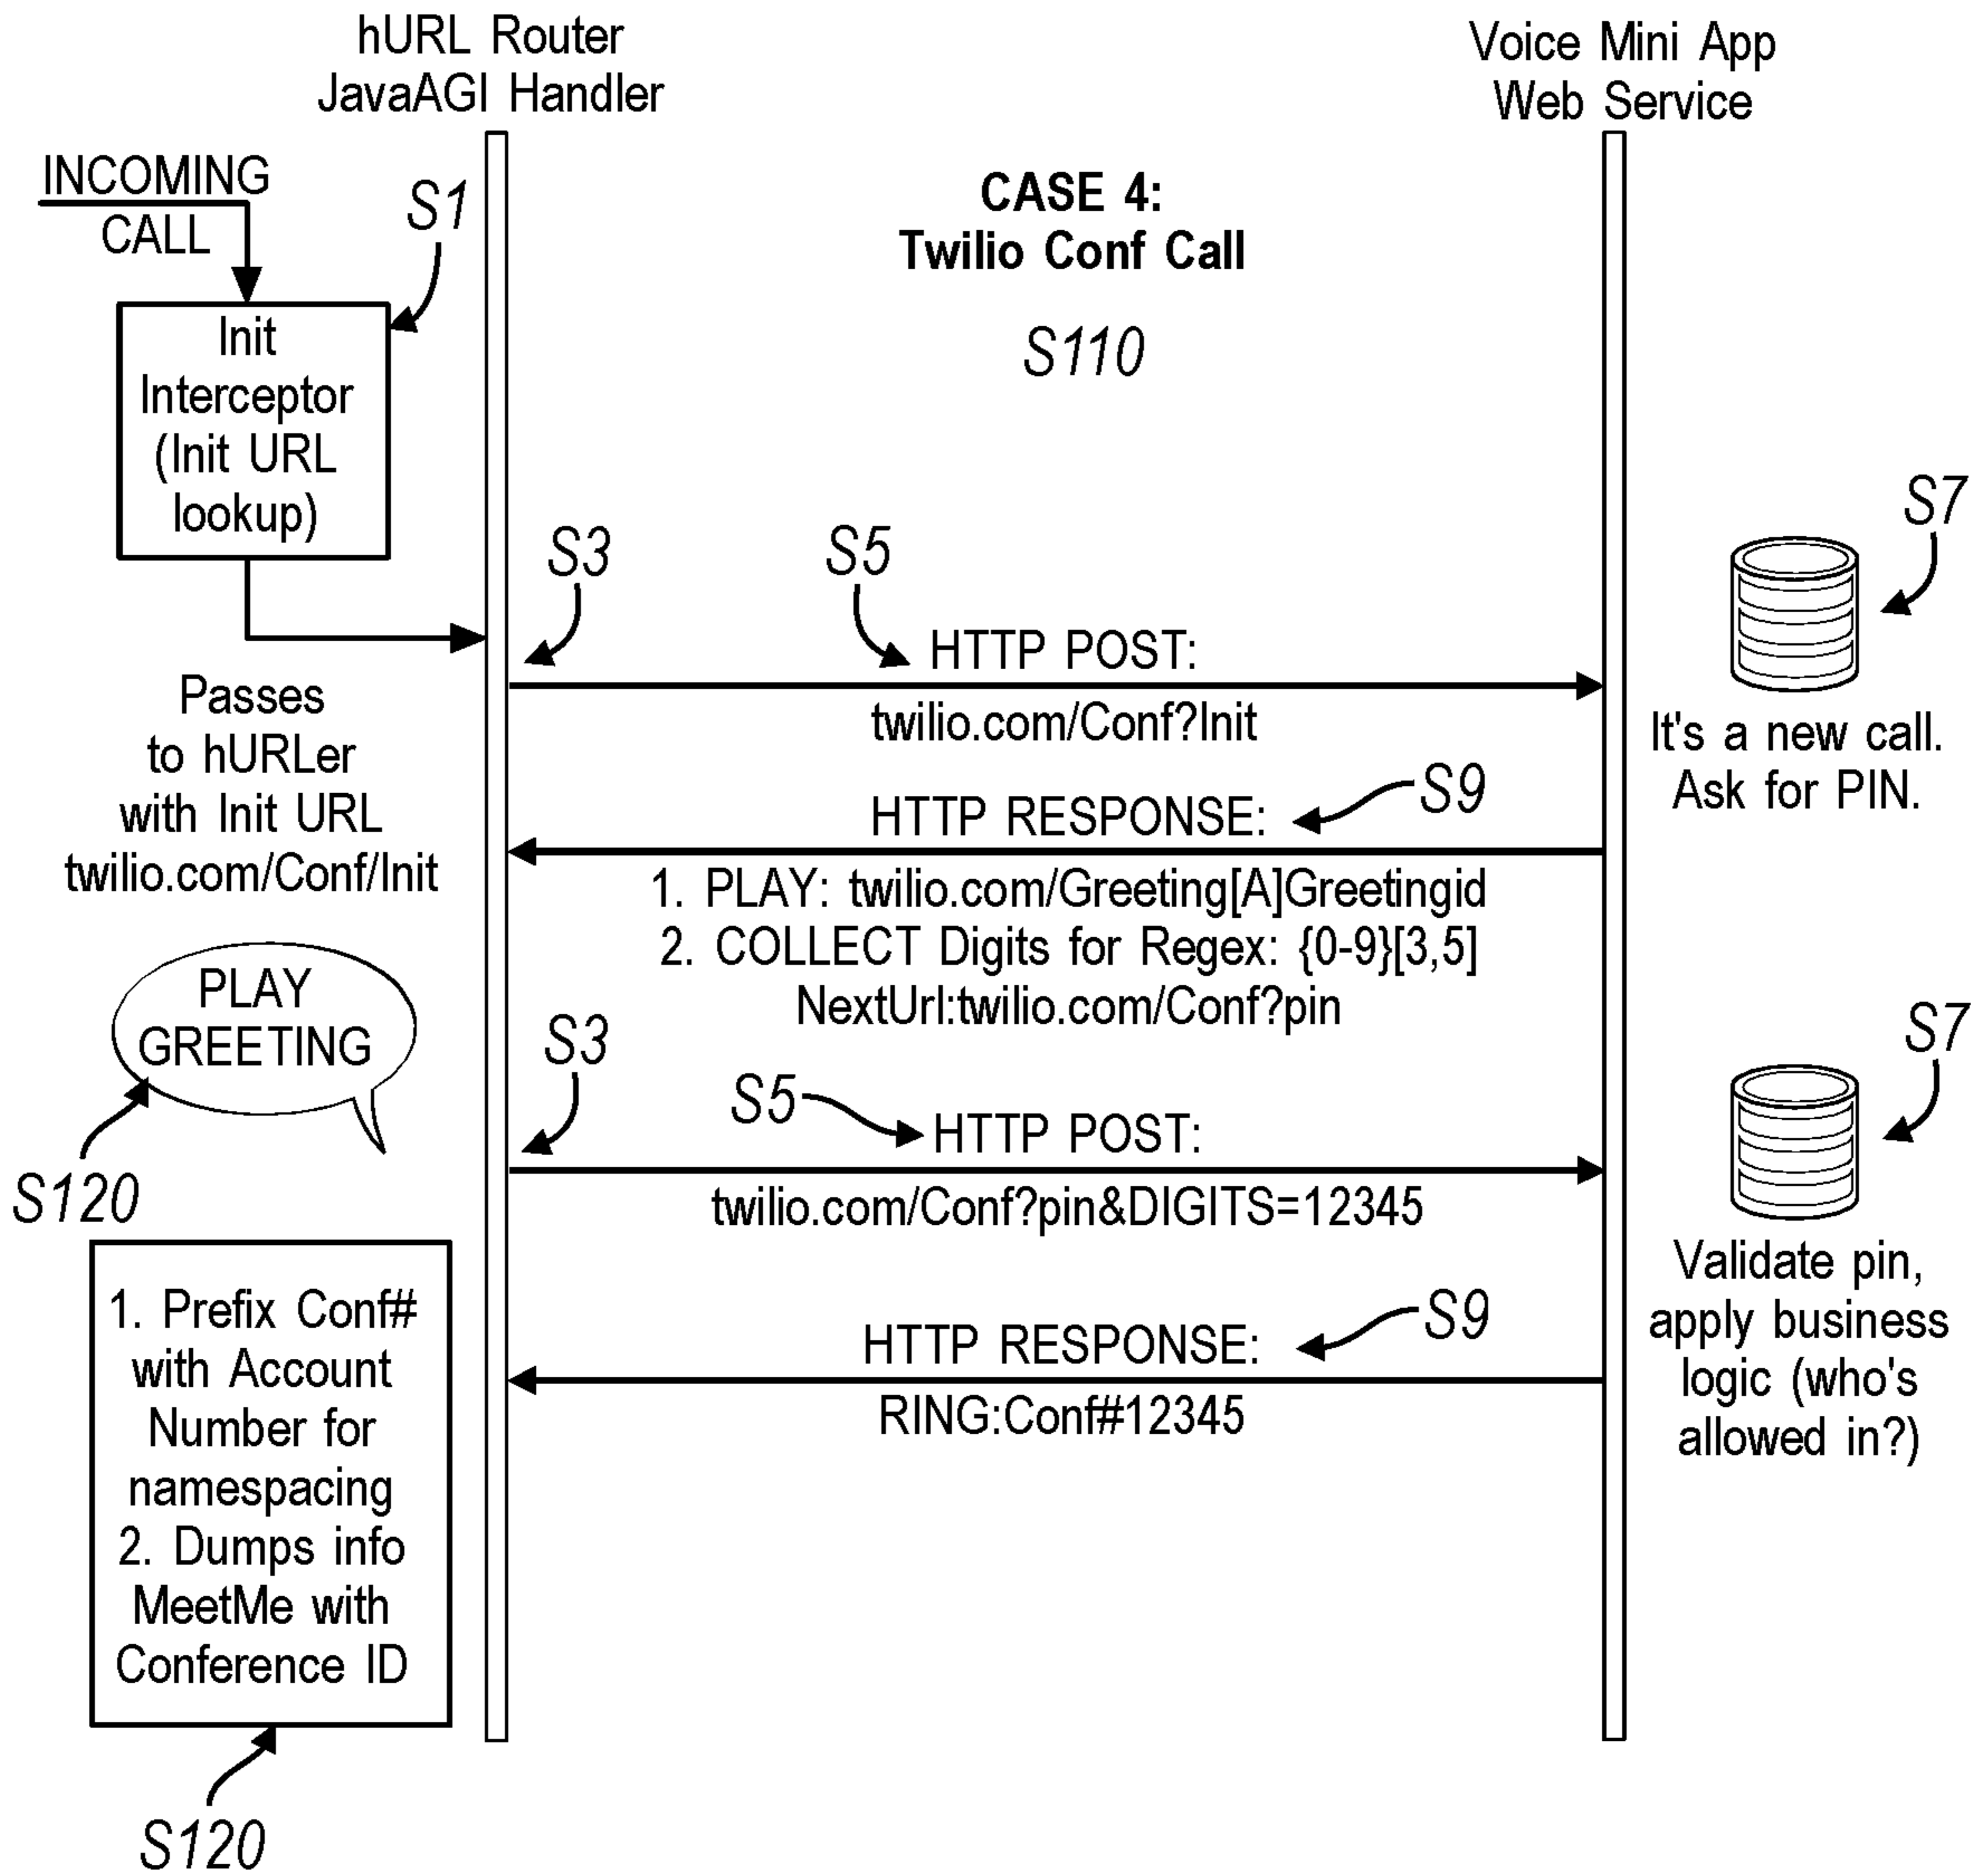 hURL Router
JavaAGI Handler
Voice Mini App
Web Service
INCOMING
CALL
S1
CASE 4:
Twilio Conf Call
S110
Init
Interceptor
(Init URL
lookup)
S3
S5
S7
HTTP POST:
twilio.com/Conf?Init
Passes
to hURLer
with Init URL
twilio.com/Conf/Init
It's a new call.
Ask for PIN.
S9
HTTP RESPONSE:
1. PLAY: twilio.com/Greeting[A]Greetingid
2. COLLECT Digits for Regex: {0-9}[3,5]
NextUrl:twilio.com/Conf?pin
PLAY
GREETING
S120
S3
S5
S7
HTTP POST:
twilio.com/Conf?pin&DIGITS=12345
Validate pin,
apply business
logic (who's
allowed in?)
S9
HTTP RESPONSE:
RING:Conf#12345
1. Prefix Conf#
with Account
Number for
namespacing
2. Dumps info
MeetMe with
Conference ID
S120